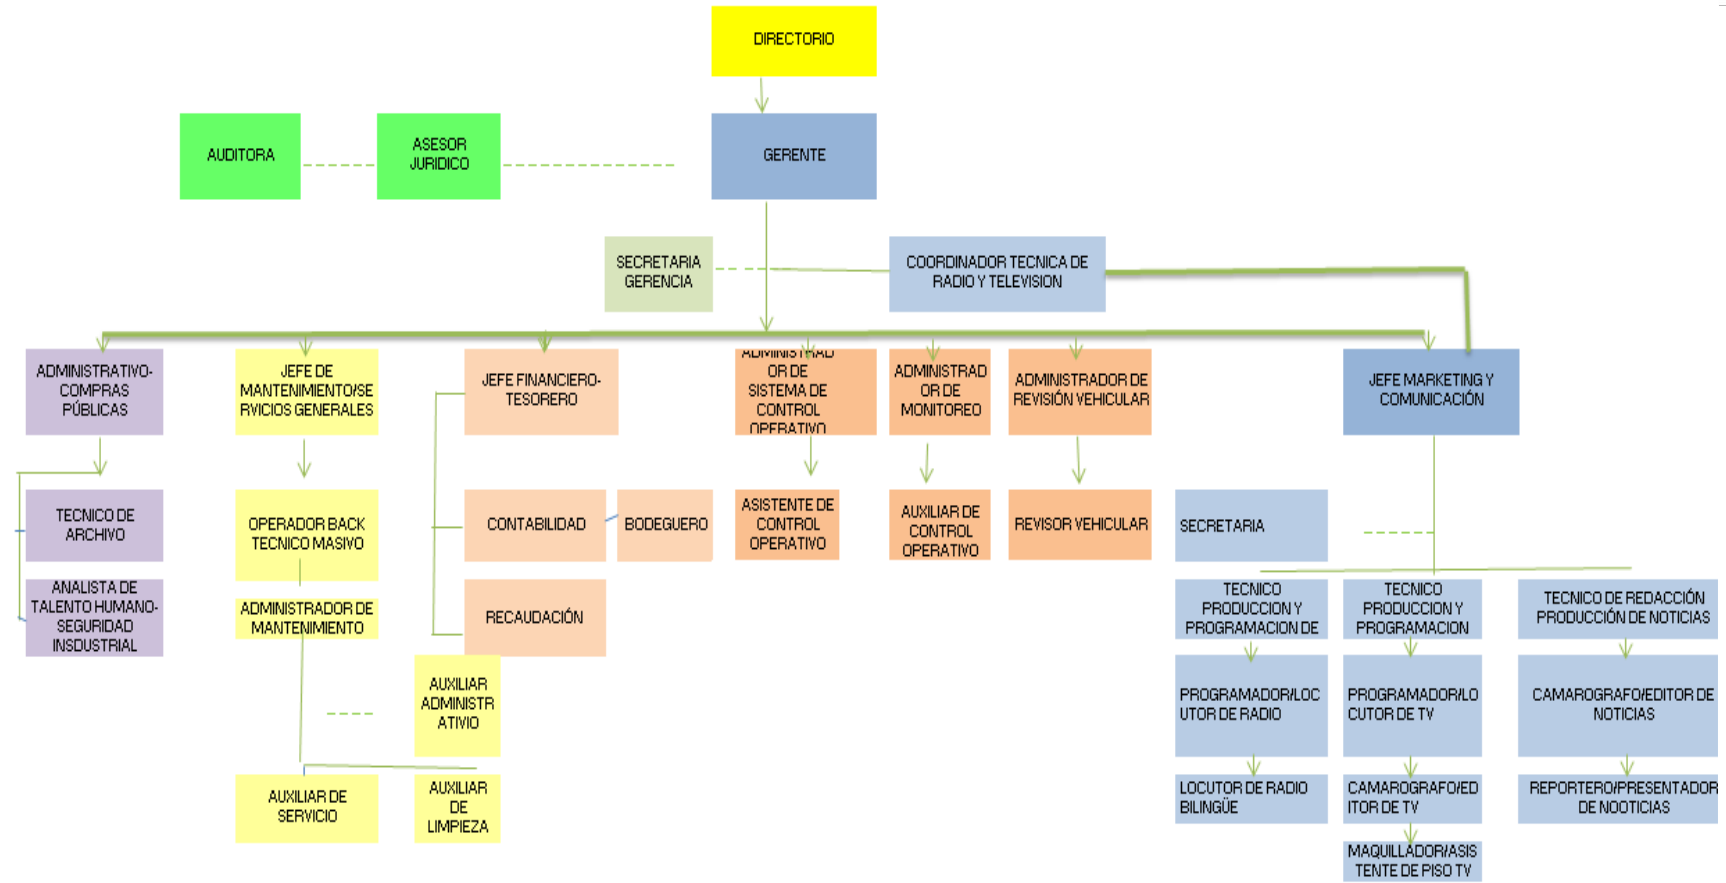 DIRECTORIO
AUDITORA
ASESOR
JURIDICO
GERENTE
SECRETARIA
GERENCIA
COORDINADOR TECNICA DE
RADIO Y TELEVISION
ADMINISTRATIVO-
COMPRAS
PÚBLICAS
JEFE DE
MANTENIMIENTO/SE
RVICIOS GENERALES
JEFE FINANCIERO-
TESORERO
ADMINISTRAD
OR DE
SISTEMA DE
CONTROL
OPERATIVO
ADMINISTRAD
OR DE
MONITOREO
ADMINISTRADOR DE
REVISIÓN VEHICULAR
JEFE MARKETING Y
COMUNICACIÓN
TECNICO DE
ARCHIVO
OPERADOR BACK
TECNICO MASIVO
CONTABILIDAD
BODEGUERO
ASISTENTE DE
CONTROL
OPERATIVO
AUXILIAR DE
CONTROL
OPERATIVO
REVISOR VEHICULAR
SECRETARIA
ANALISTA DE
TALENTO HUMANO-
SEGURIDAD
INSDUSTRIAL
ADMINISTRADOR DE
MANTENIMIENTO
RECAUDACIÓN
TECNICO
PRODUCCION Y
PROGRAMACION DE
TECNICO
PRODUCCION Y
PROGRAMACION
TECNICO DE REDACCIÓN
PRODUCCIÓN DE NOTICIAS
AUXILIAR
ADMINISTR
ATIVIO
PROGRAMADOR/LOC
UTOR DE RADIO
PROGRAMADOR/LO
CUTOR DE TV
CAMAROGRAFO/EDITOR DE
NOTICIAS
AUXILIAR DE
SERVICIO
AUXILIAR
DE
LIMPIEZA
LOCUTOR DE RADIO
BILINGÜE
CAMAROGRAFO/ED
ITOR DE TV
REPORTERO/PRESENTADOR
DE NOOTICIAS
MAQUILLADOR/ASIS
TENTE DE PISO TV